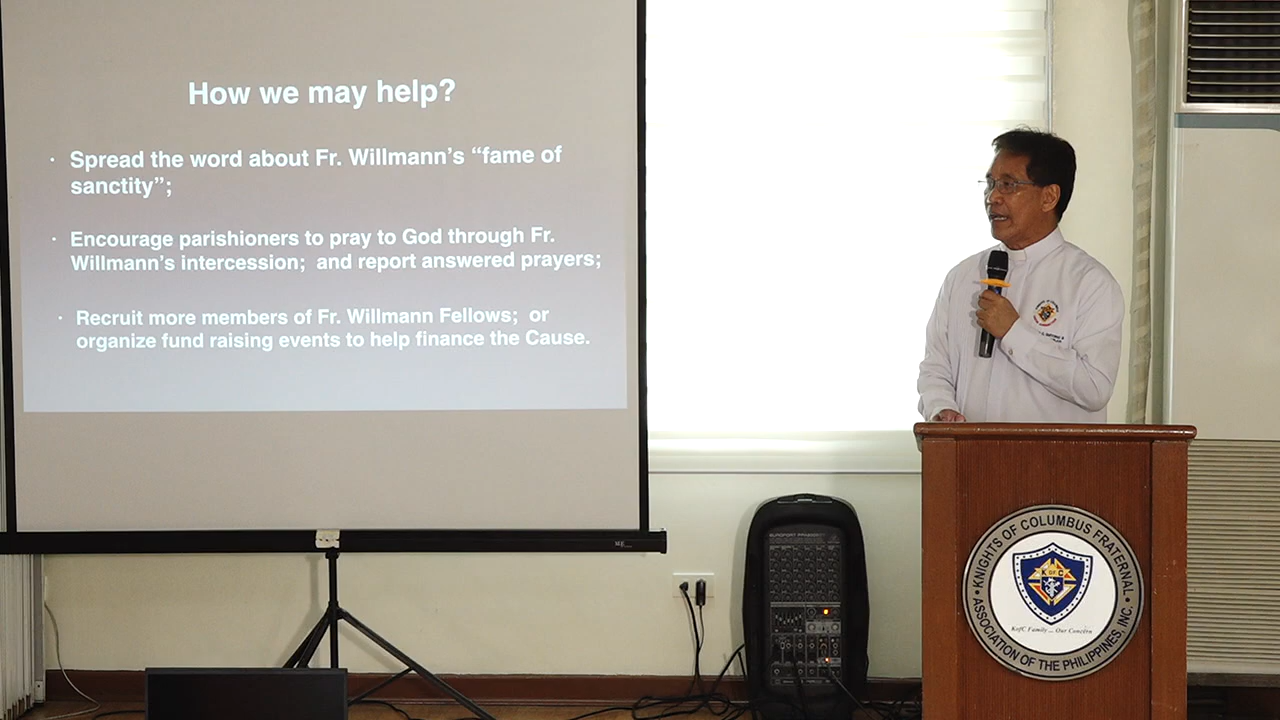 How we may help?
· Spread the word about Fr. Willmann's “fame of
sanctity”;
· Encourage parishioners to pray to God through Fr.
Willmann's intercession;  and report answered prayers;
· Recruit more members of Fr. Willmann Fellows;  or
organize fund raising events to help finance the Cause.
KNIGHTS OF COLUMBUS FRATERNAL
K OF C
KofC Family ... Our Concern
• ASSOCIATION OF THE PHILIPPINES, INC. •